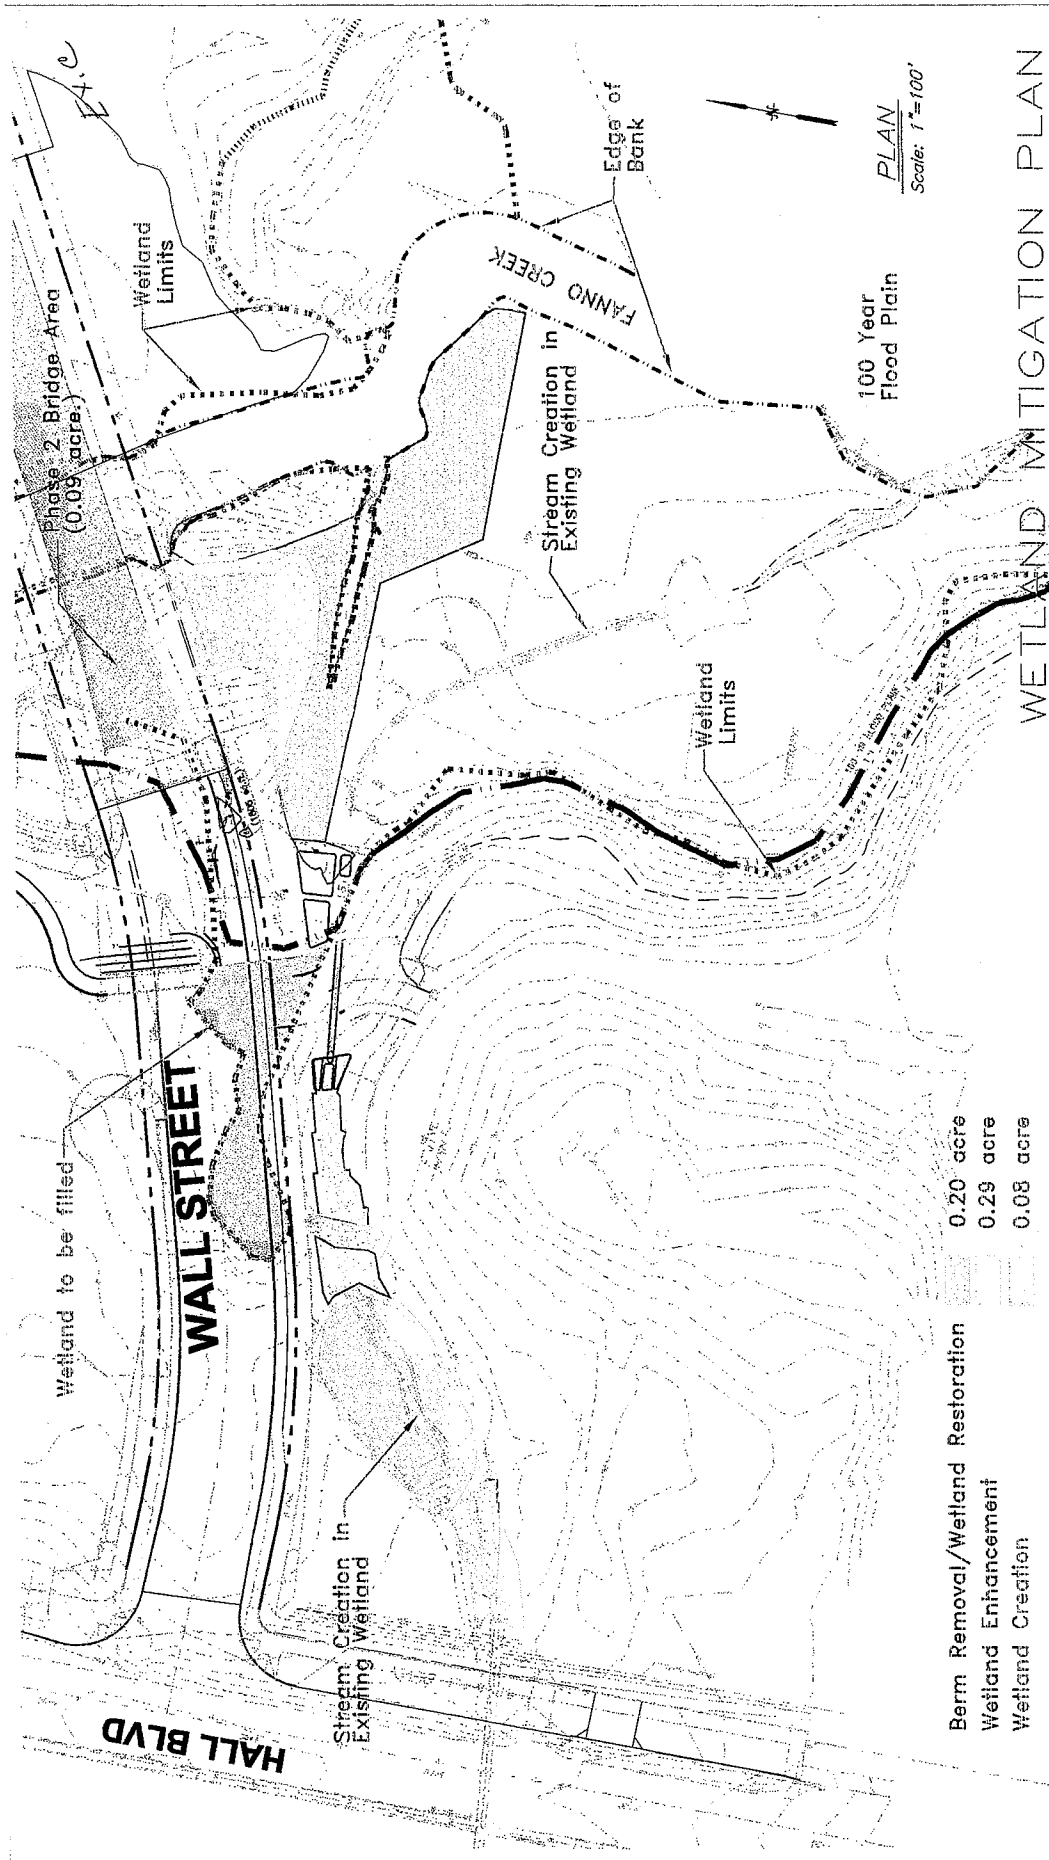 Ex. C
Phase 2 Bridge Area
(0.09 acre)
Wetland
Limits
Edge of
Bank
FANNO CREEK
PLAN
Scale: 1"=100'
100 Year
Flood Plain
Stream Creation in
Existing Wetland
Wetland
Limits
Wetland to be filled
WALL STREET
HALL BLVD
Stream Creation in
Existing Wetland
Berm Removal/Wetland Restoration 0.20 acre
Wetland Enhancement 0.29 acre
Wetland Creation 0.08 acre
WETLAND MITIGATION PLAN